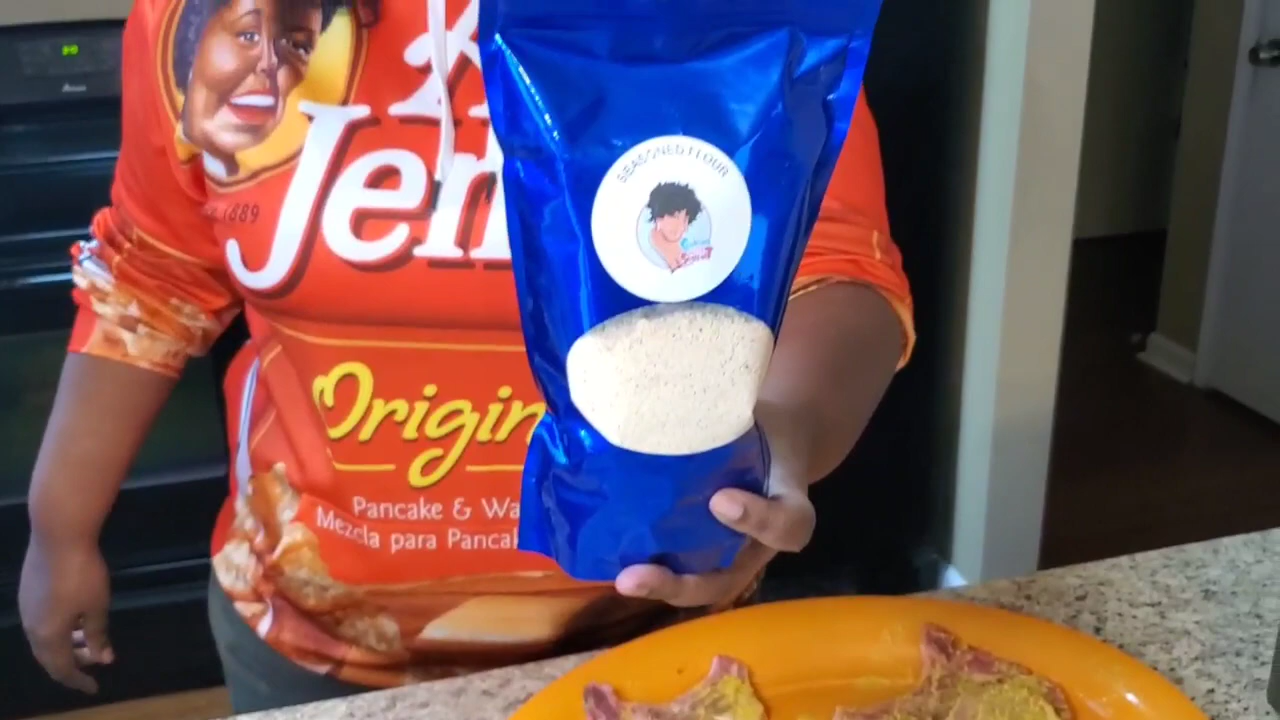 1889
Jem
Origin
Pancake & Wa
Mezcla para Pancak
SEASONED FLOUR